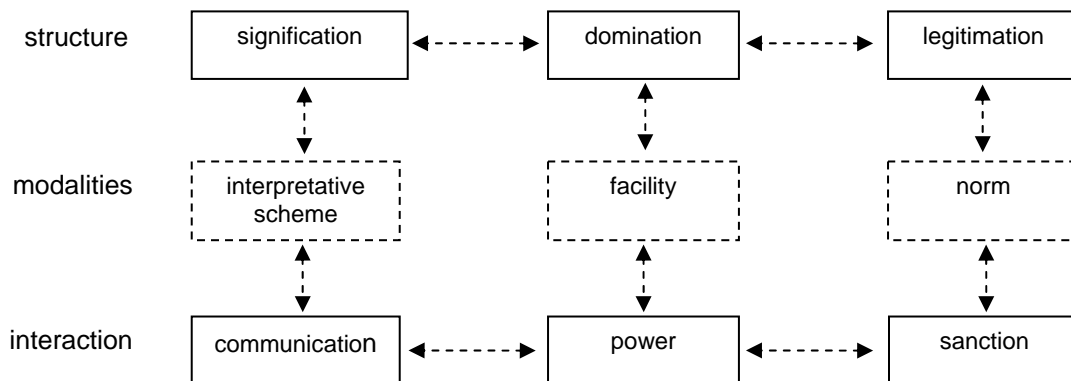 structure
signification
domination
legitimation
modalities
interpretative
scheme
facility
norm
interaction
communication
power
sanction